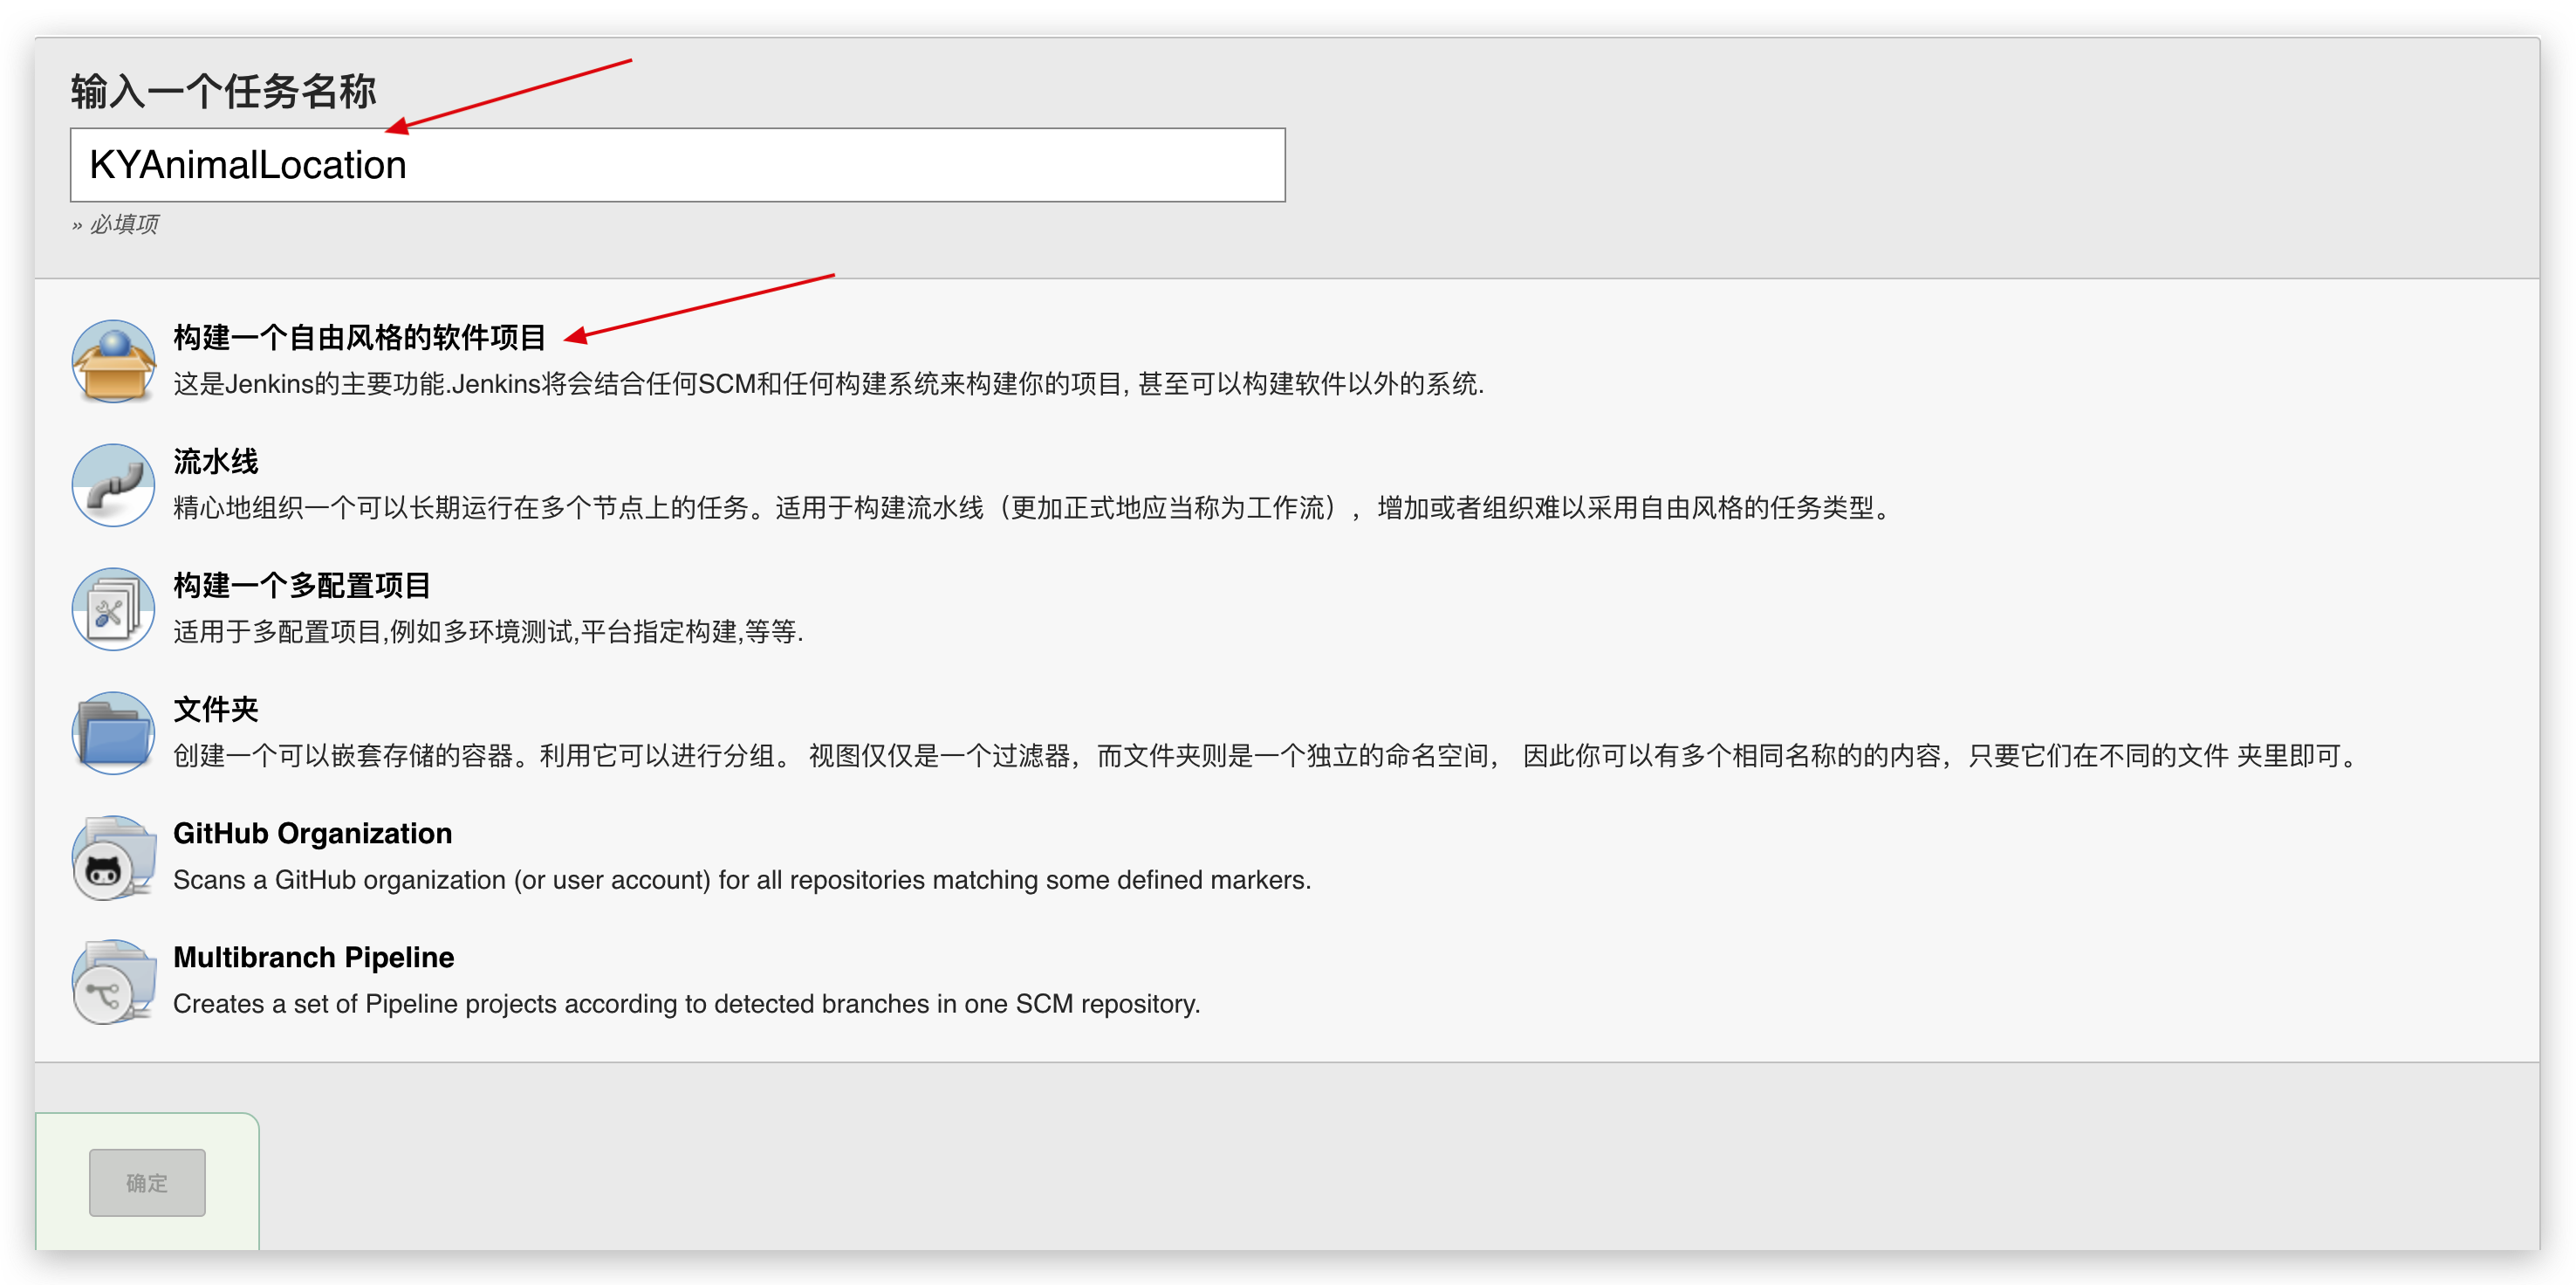 输入一个任务名称
KYAnimalLocation
» 必填项
构建一个自由风格的软件项目
这是Jenkins的主要功能.Jenkins将会结合任何SCM和任何构建系统来构建你的项目, 甚至可以构建软件以外的系统.
流水线
精心地组织一个可以长期运行在多个节点上的任务。适用于构建流水线（更加正式地应当称为工作流），增加或者组织难以采用自由风格的任务类型。
构建一个多配置项目
适用于多配置项目,例如多环境测试,平台指定构建,等等.
文件夹
创建一个可以嵌套存储的容器。利用它可以进行分组。 视图仅仅是一个过滤器，而文件夹则是一个独立的命名空间， 因此你可以有多个相同名称的的内容，只要它们在不同的文件 夹里即可。
GitHub Organization
Scans a GitHub organization (or user account) for all repositories matching some defined markers.
Multibranch Pipeline
Creates a set of Pipeline projects according to detected branches in one SCM repository.
确定